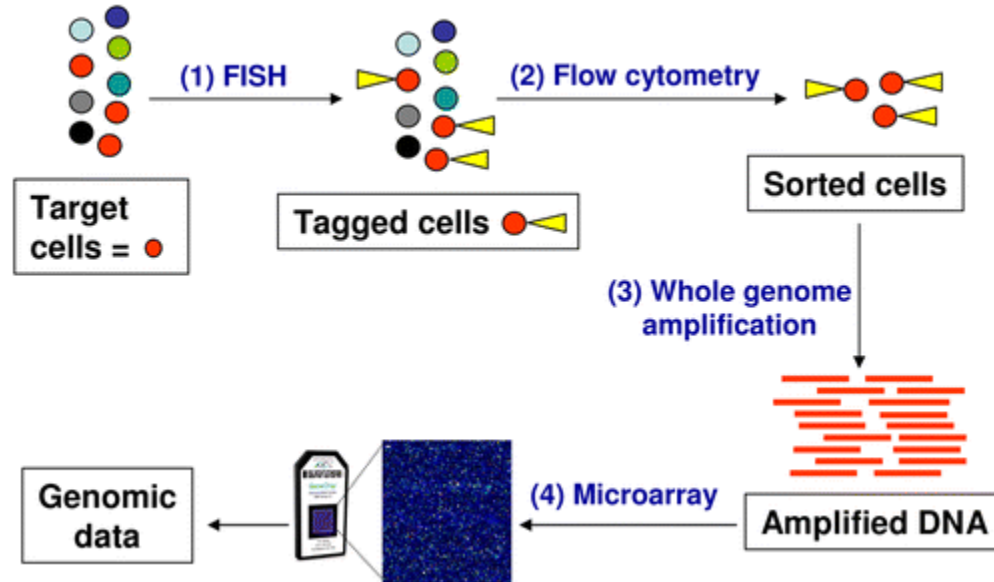 (1) FISH
(2) Flow cytometry
Target
cells =
Tagged cells
Sorted cells
(3) Whole genome
amplification
Genomic
data
(4) Microarray
Amplified DNA